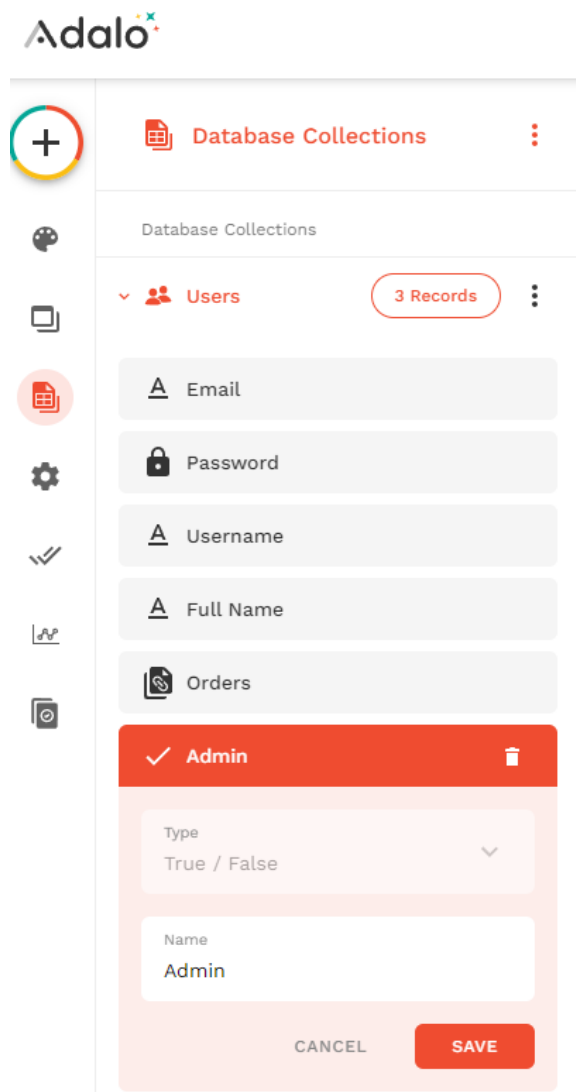 Adalo
Database Collections
Database Collections
Users
3 Records
Email
Password
Username
Full Name
Orders
Admin
Type
True / False
Name
Admin
CANCEL
SAVE